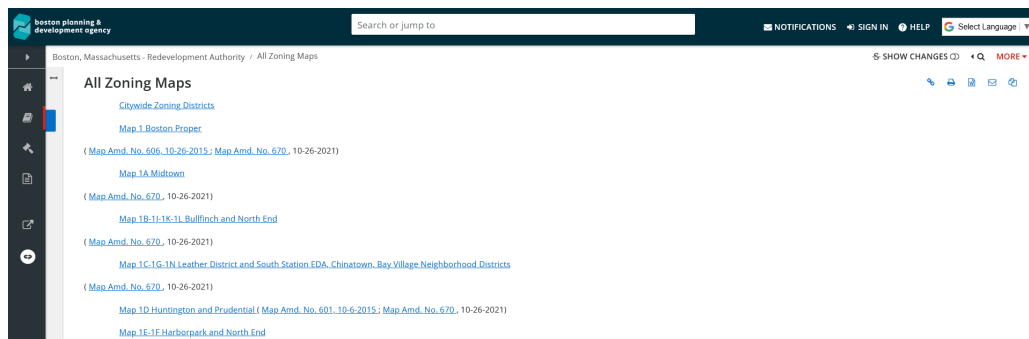 boston planning &
development agency
Search or jump to
NOTIFICATIONS SIGN IN HELP Select Language
Boston, Massachusetts - Redevelopment Authority / All Zoning Maps
SHOW CHANGES MORE
All Zoning Maps
Citywide Zoning Districts
Map 1 Boston Proper
( Map Amd. No. 606, 10-26-2015 ; Map Amd. No. 670 , 10-26-2021)
Map 1A Midtown
( Map Amd. No. 670 , 10-26-2021)
Map 1B-1J-1K-1L Bullfinch and North End
( Map Amd. No. 670 , 10-26-2021)
Map 1C-1G-1N Leather District and South Station EDA, Chinatown, Bay Village Neighborhood Districts
( Map Amd. No. 670 , 10-26-2021)
Map 1D Huntington and Prudential ( Map Amd. No. 601, 10-6-2015 ; Map Amd. No. 670 , 10-26-2021)
Map 1E-1F Harborpark and North End